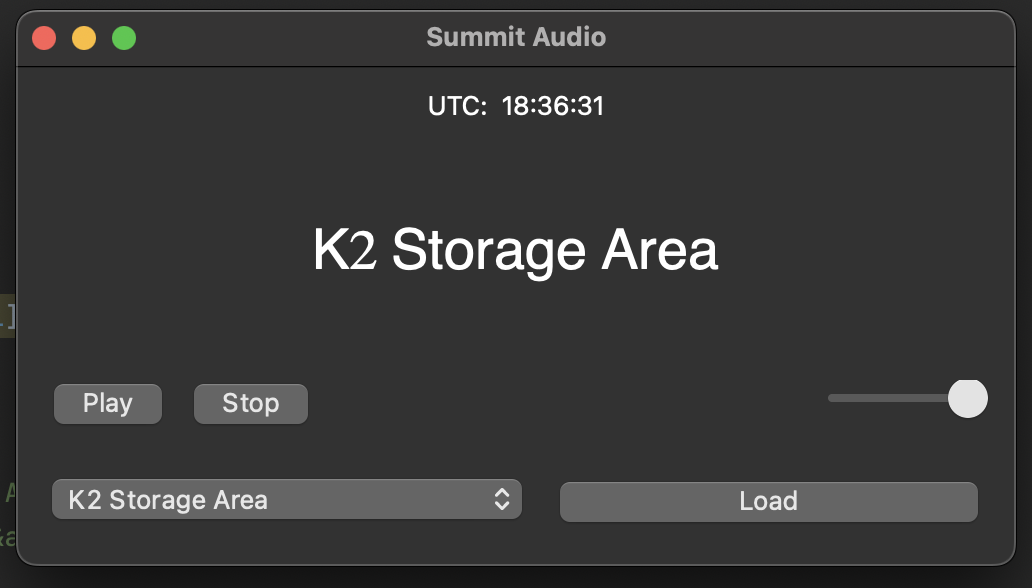 Summit Audio
UTC:  18:36:31
K2 Storage Area
Play
Stop
K2 Storage Area
Load